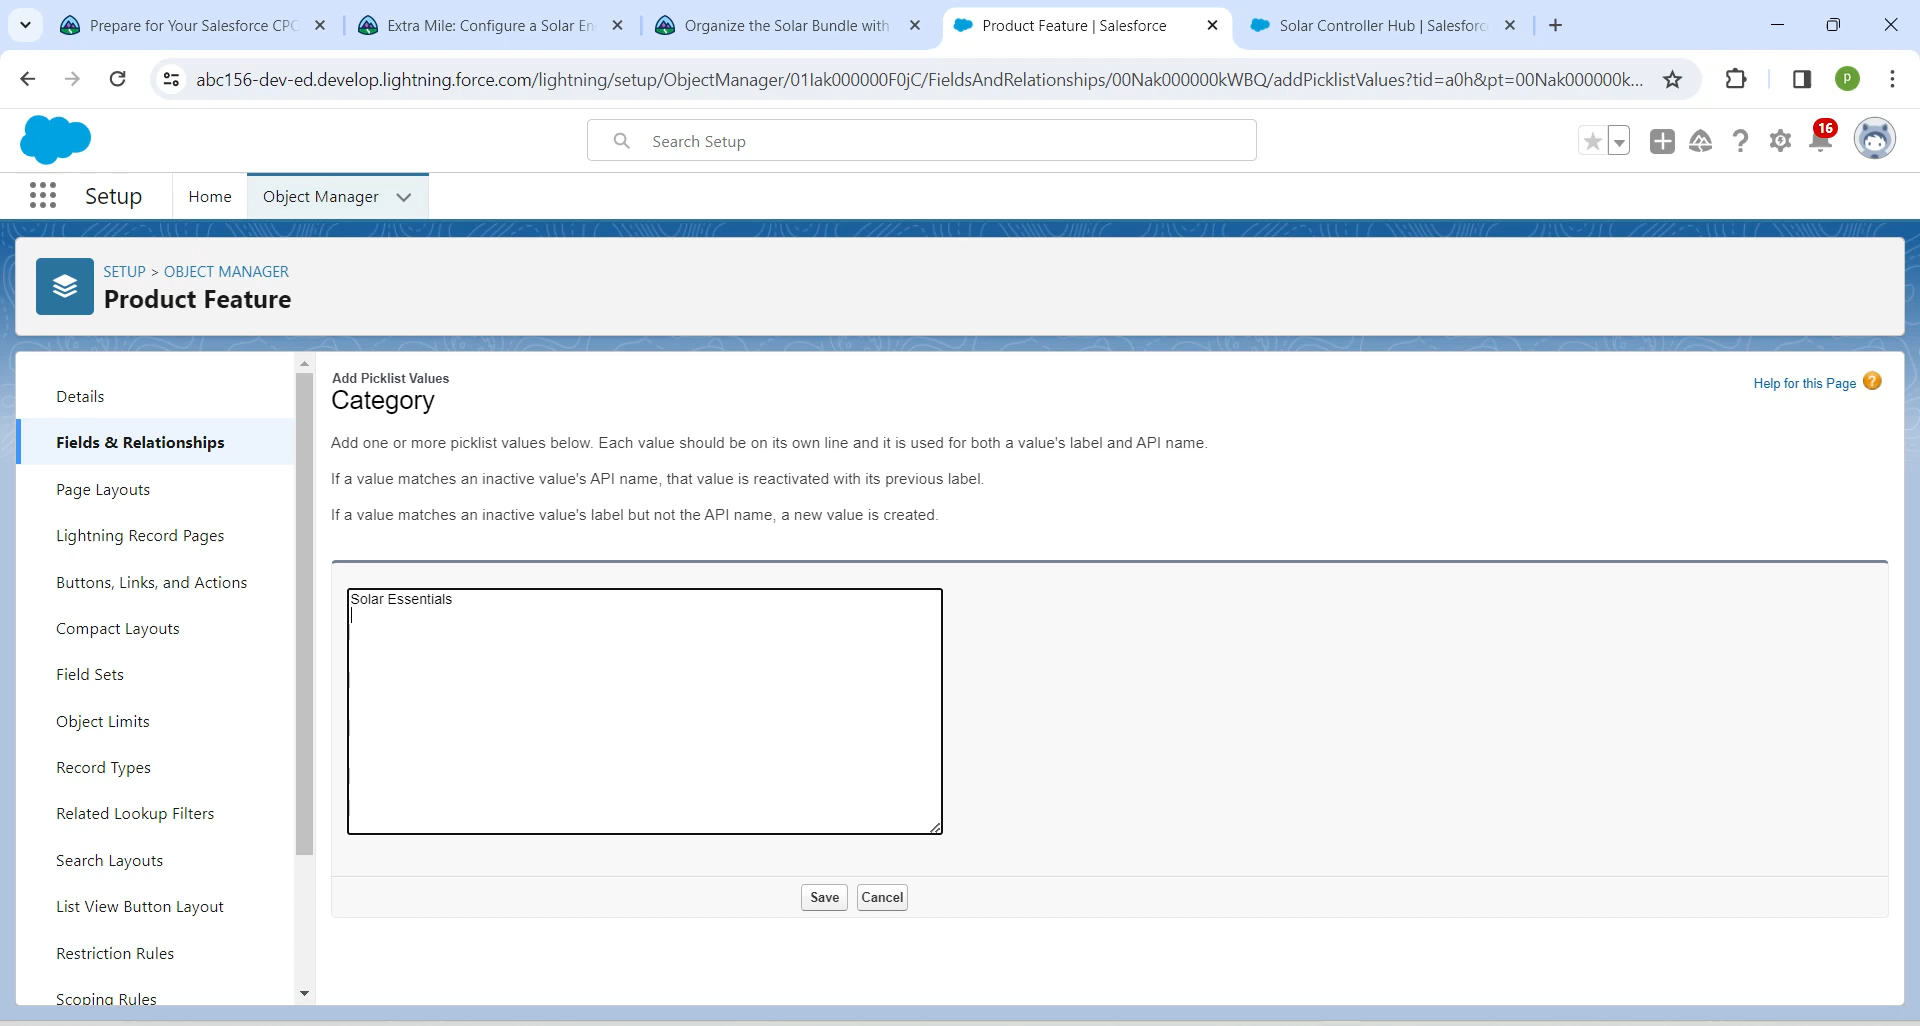 Prepare for Your Salesforce CPC
Extra Mile: Configure a Solar En
Organize the Solar Bundle with
Product Feature | Salesforce
Solar Controller Hub | Salesforc
abc156-dev-ed.develop.lightning.force.com/lightning/setup/ObjectManager/01Iak000000F0jC/FieldsAndRelationships/00Nak000000kWBQ/addPicklistValues?tid=a0h&pt=00Nak000000k...
P
Search Setup
16
Setup
Home
Object Manager
SETUP > OBJECT MANAGER
Product Feature
Details
Fields & Relationships
Page Layouts
Lightning Record Pages
Buttons, Links, and Actions
Compact Layouts
Field Sets
Object Limits
Record Types
Related Lookup Filters
Search Layouts
List View Button Layout
Restriction Rules
Scoping Rules
Add Picklist Values
Category
Help for this Page ?
Add one or more picklist values below. Each value should be on its own line and it is used for both a value's label and API name.
If a value matches an inactive value's API name, that value is reactivated with its previous label.
If a value matches an inactive value's label but not the API name, a new value is created.
Solar Essentials
Save
Cancel